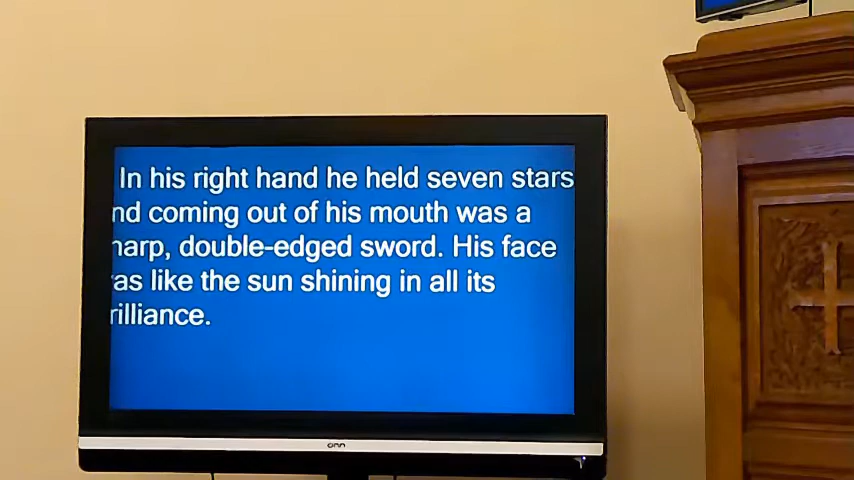 In his right hand he held seven stars
nd coming out of his mouth was a
harp, double-edged sword. His face
as like the sun shining in all its
rilliance.
onn